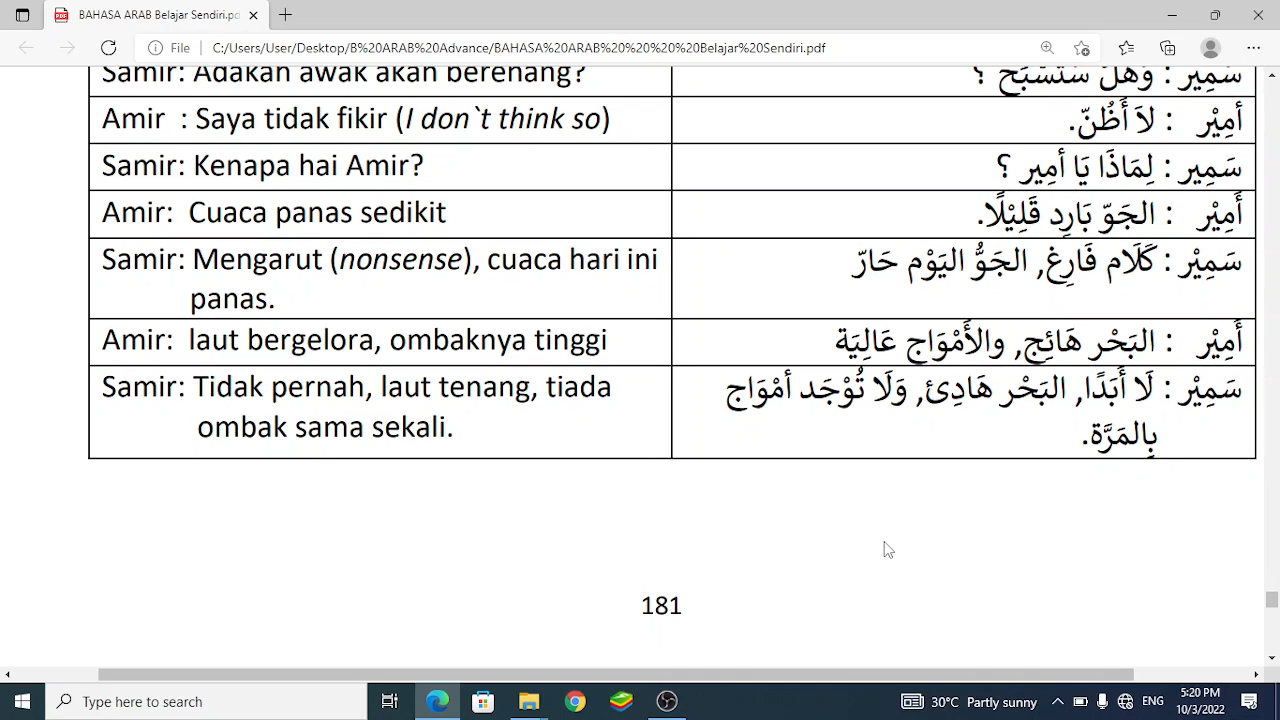 BAHASA ARAB Belajar Sendiri.pd
File
C:/Users/User/Desktop/B%20ARAB%20Advance/BAHASA%20ARAB%20%20%20%20Belajar%20Sendiri.pdf
Samir: Adakah awak akan berenang?
سَمِيْر : وَهَل سَتَسْبَح ؟
Amir : Saya tidak fikir (I don`t think so)
أمِيْر : لاَ أَظُنّ.
Samir: Kenapa hai Amir?
سَمِير : لِمَاذَا يَا أمِير ؟
Amir: Cuaca panas sedikit
أَمِيْر : الجَوّ بَارِد قَلِيْلًا.
Samir: Mengarut (nonsense), cuaca hari ini
panas.
سَمِيْر : كَلَام فَارِغ, الجَوُّ اليَوْم حَارّ
Amir: laut bergelora, ombaknya tinggi
أَمِيْر : البَحْر هَائِج, والأَمْوَاج عَالِيَة
Samir: Tidak pernah, laut tenang, tiada
ombak sama sekali.
سَمِيْر : لَا أَبَدًا, البَحْر هَادِئ, وَلَا تُوْجَد أمْوَاج
بِالمَرَّة.
181
Type here to search
30°C Partly sunny
ENG
5:20 PM
10/3/2022